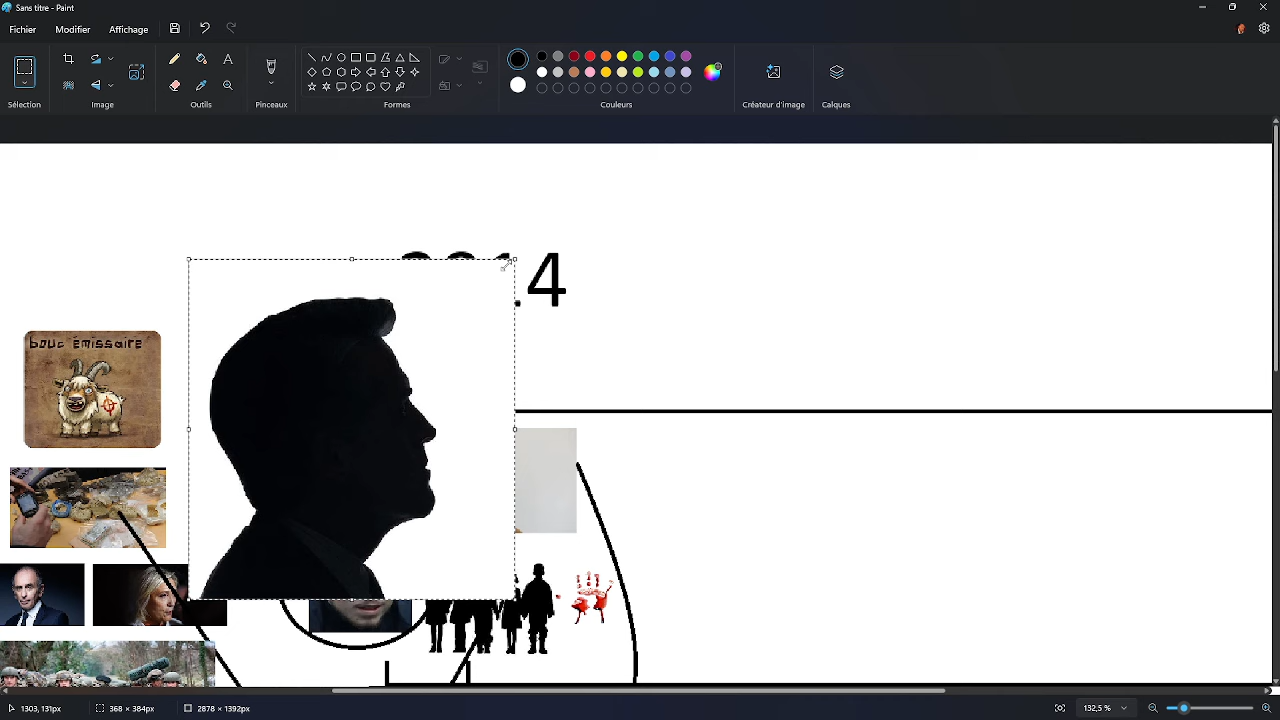 Sans titre - Paint
Fichier Modifier Affichage
Sélection Image Outils Pinceaux Formes Couleurs Créateur d'image Calques
.4
bouc émissaire
1303, 131px 368 × 384px 2878 × 1392px 132.5 %